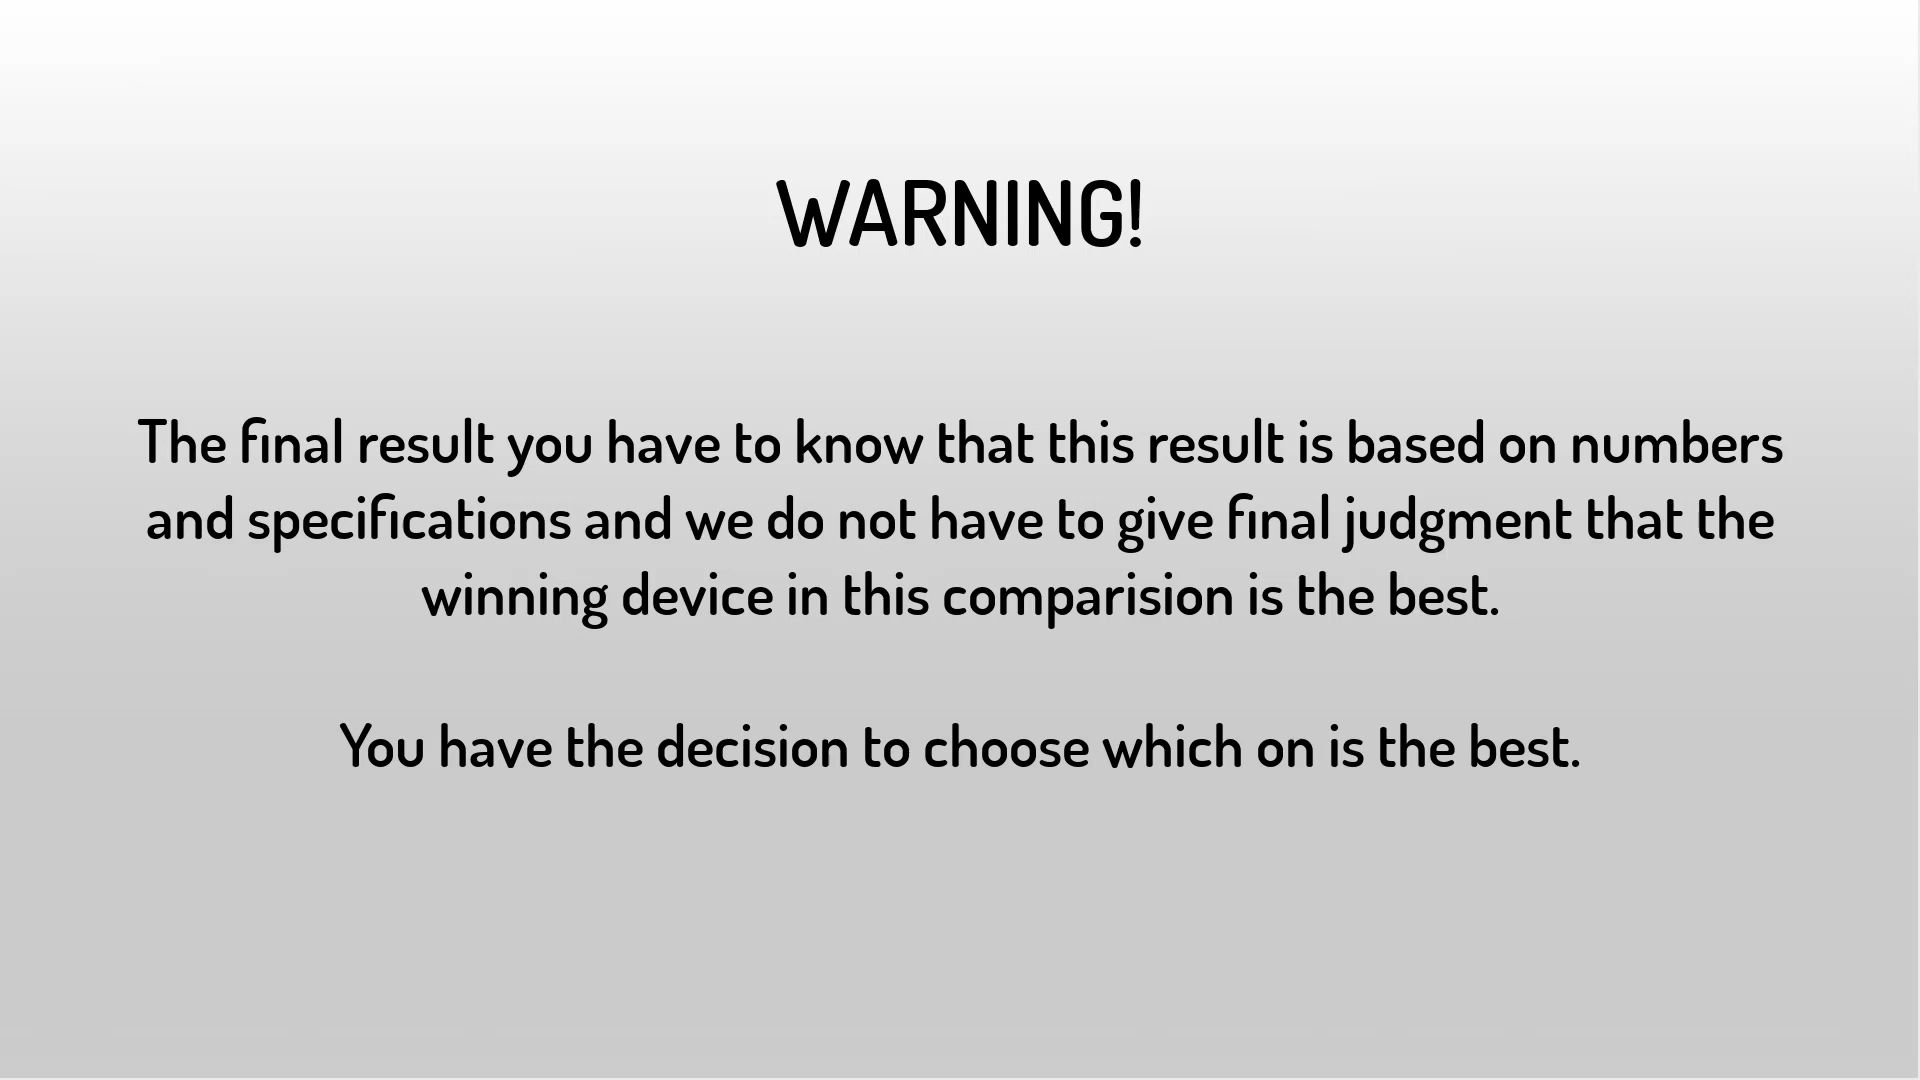 WARNING!
The final result you have to know that this result is based on numbers
and specifications and we do not have to give final judgment that the
winning device in this comparision is the best.
You have the decision to choose which on is the best.